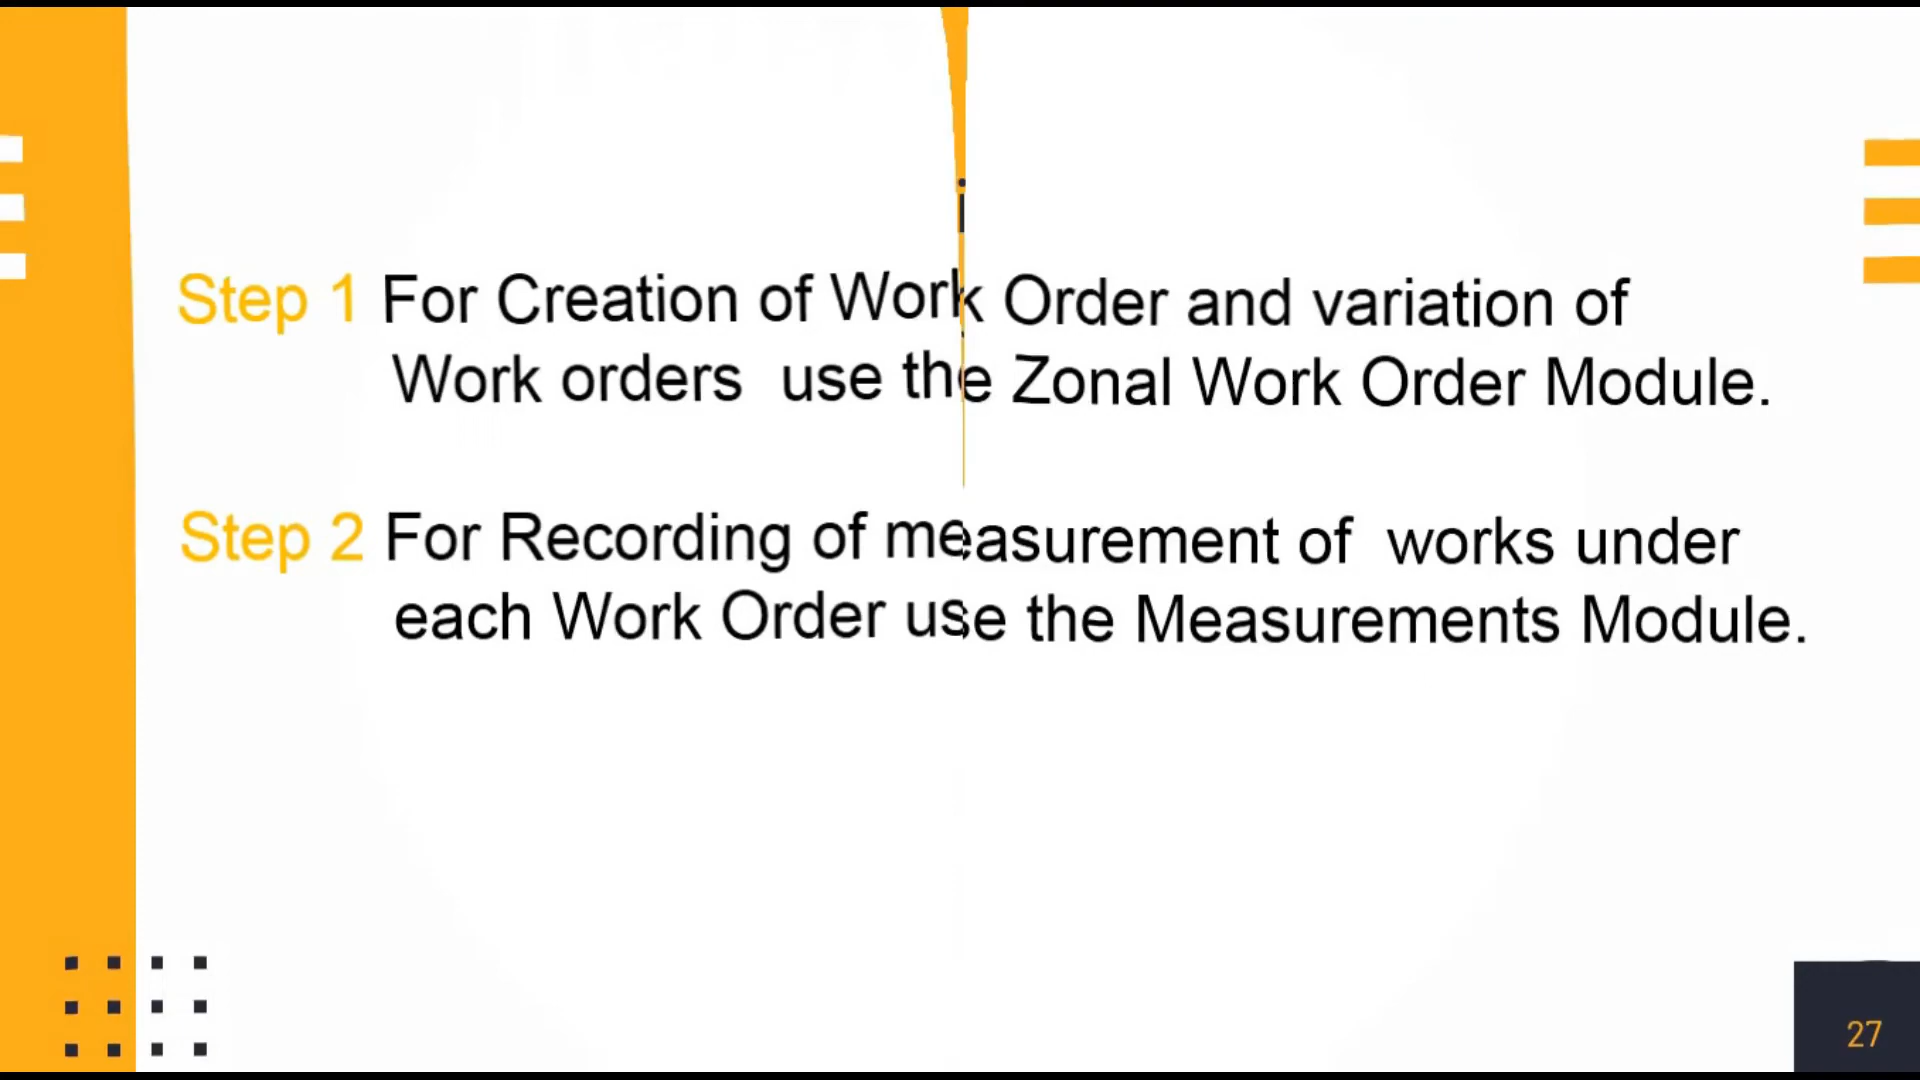 Step 1 For Creation of Work Order and variation of
Work orders use the Zonal Work Order Module.
Step 2 For Recording of measurement of works under
each Work Order use the Measurements Module.
27